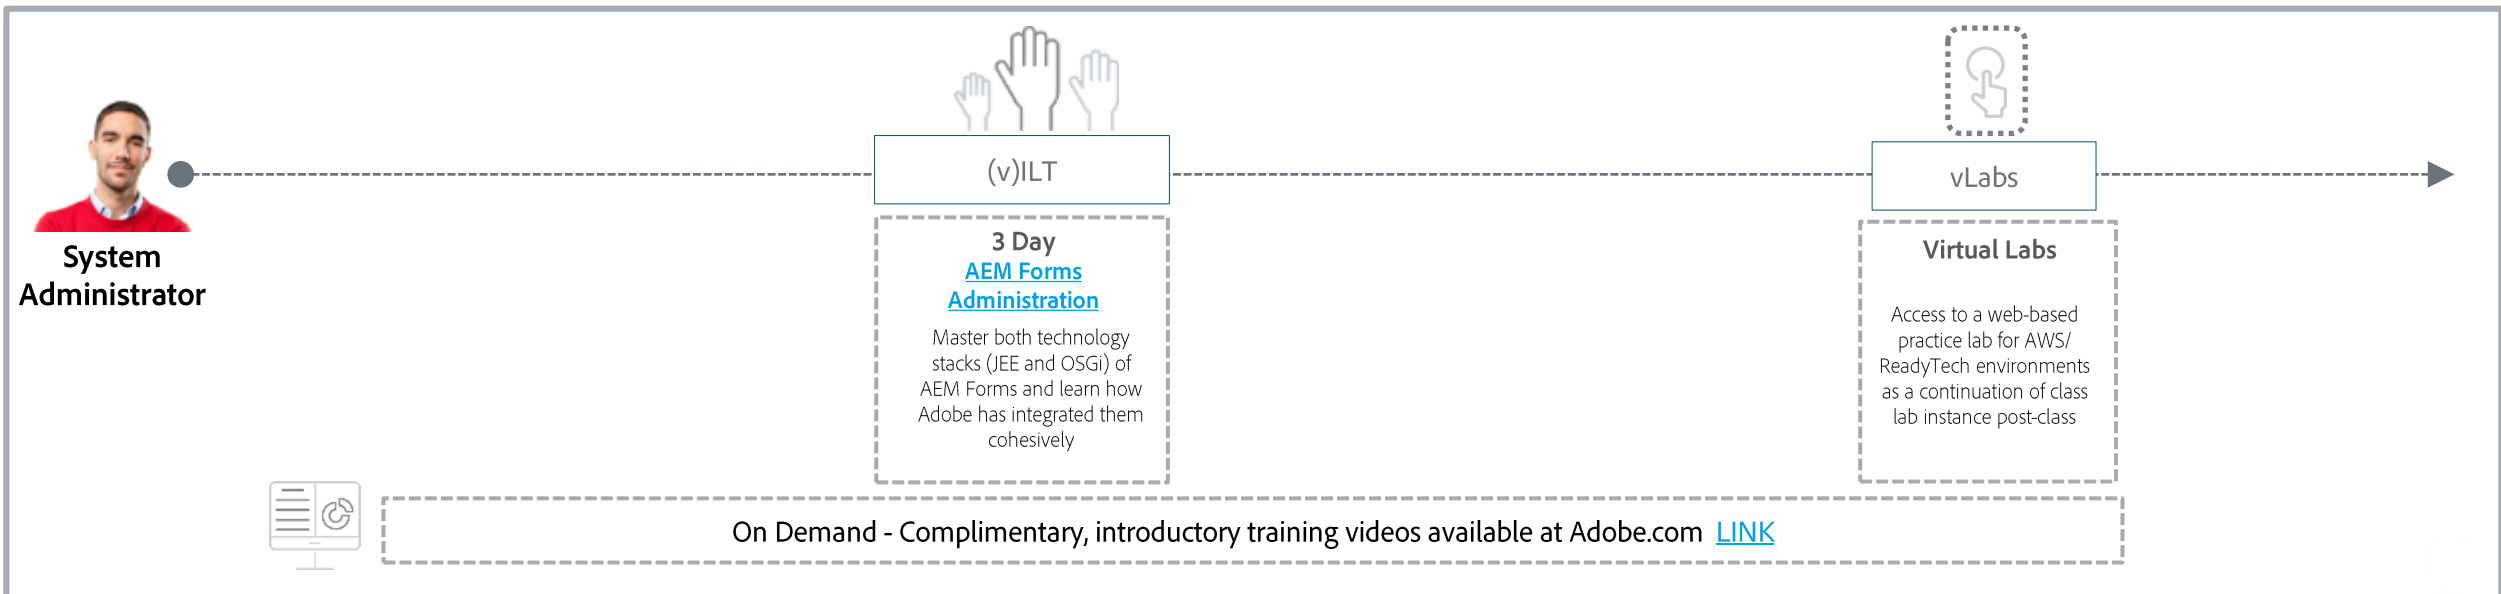 System
Administrator
(v)ILT
3 Day
AEM Forms
Administration
Master both technology
stacks (JEE and OSGi) of
AEM Forms and learn how
Adobe has integrated them
cohesively
vLabs
Virtual Labs
Access to a web-based
practice lab for AWS/
ReadyTech environments
as a continuation of class
lab instance post-class
On Demand - Complimentary, introductory training videos available at Adobe.com LINK